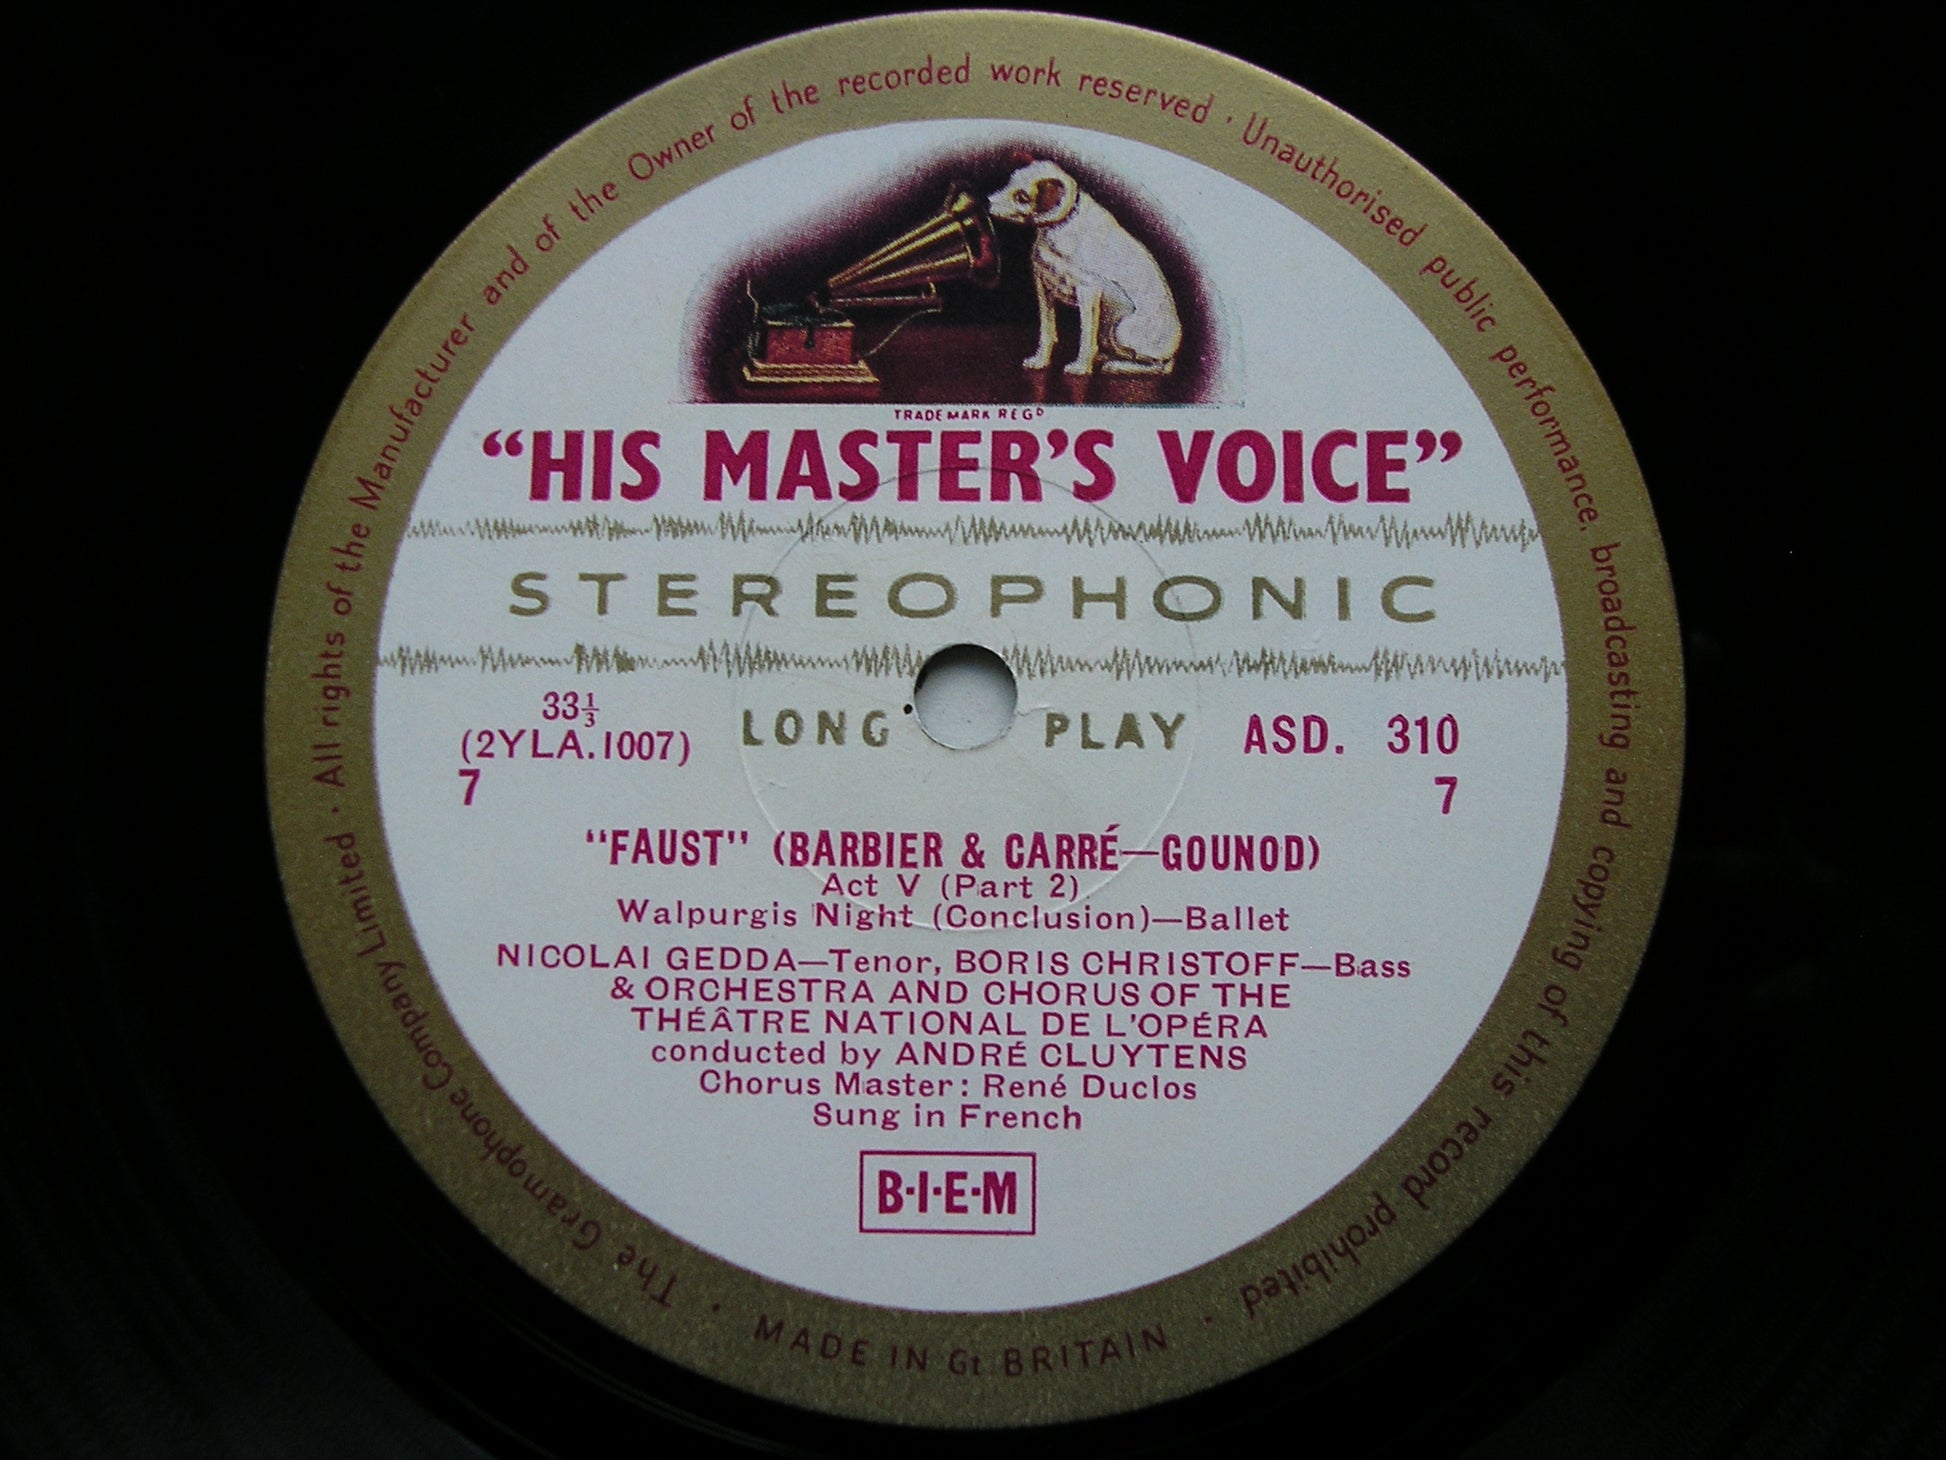 The Gramophone Company Limited · All rights of the Manufacturer and of the Owner of the recorded work reserved · Unauthorised public performance, broadcasting and copying of this record prohibited ·
TRADE MARK REGD
“HIS MASTER'S VOICE”
STEREOPHONIC
33⅓
(2YLA.1007)
7
LONG PLAY
ASD. 310
7
“FAUST” (BARBIER & CARRÉ—GOUNOD)
Act V (Part 2)
Walpurgis Night (Conclusion)—Ballet
NICOLAI GEDDA—Tenor, BORIS CHRISTOFF—Bass
& ORCHESTRA AND CHORUS OF THE
THÉÂTRE NATIONAL DE L'OPÉRA
conducted by ANDRÉ CLUYTENS
Chorus Master: René Duclos
Sung in French
B·I·E·M
MADE IN Gt. BRITAIN ·